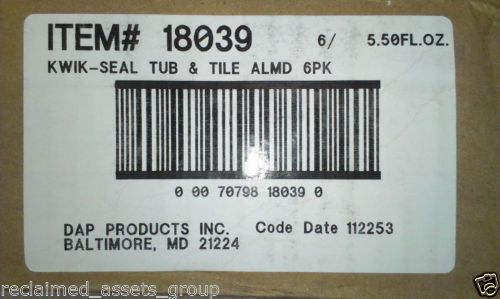 ITEM# 18039 6/ 5.50FL.OZ.
KWIK-SEAL TUB & TILE ALMD 6PK
0 00 70798 18039 0
DAP PRODUCTS INC. Code Date 112253
BALTIMORE, MD 21224
reclaimed_assets_group